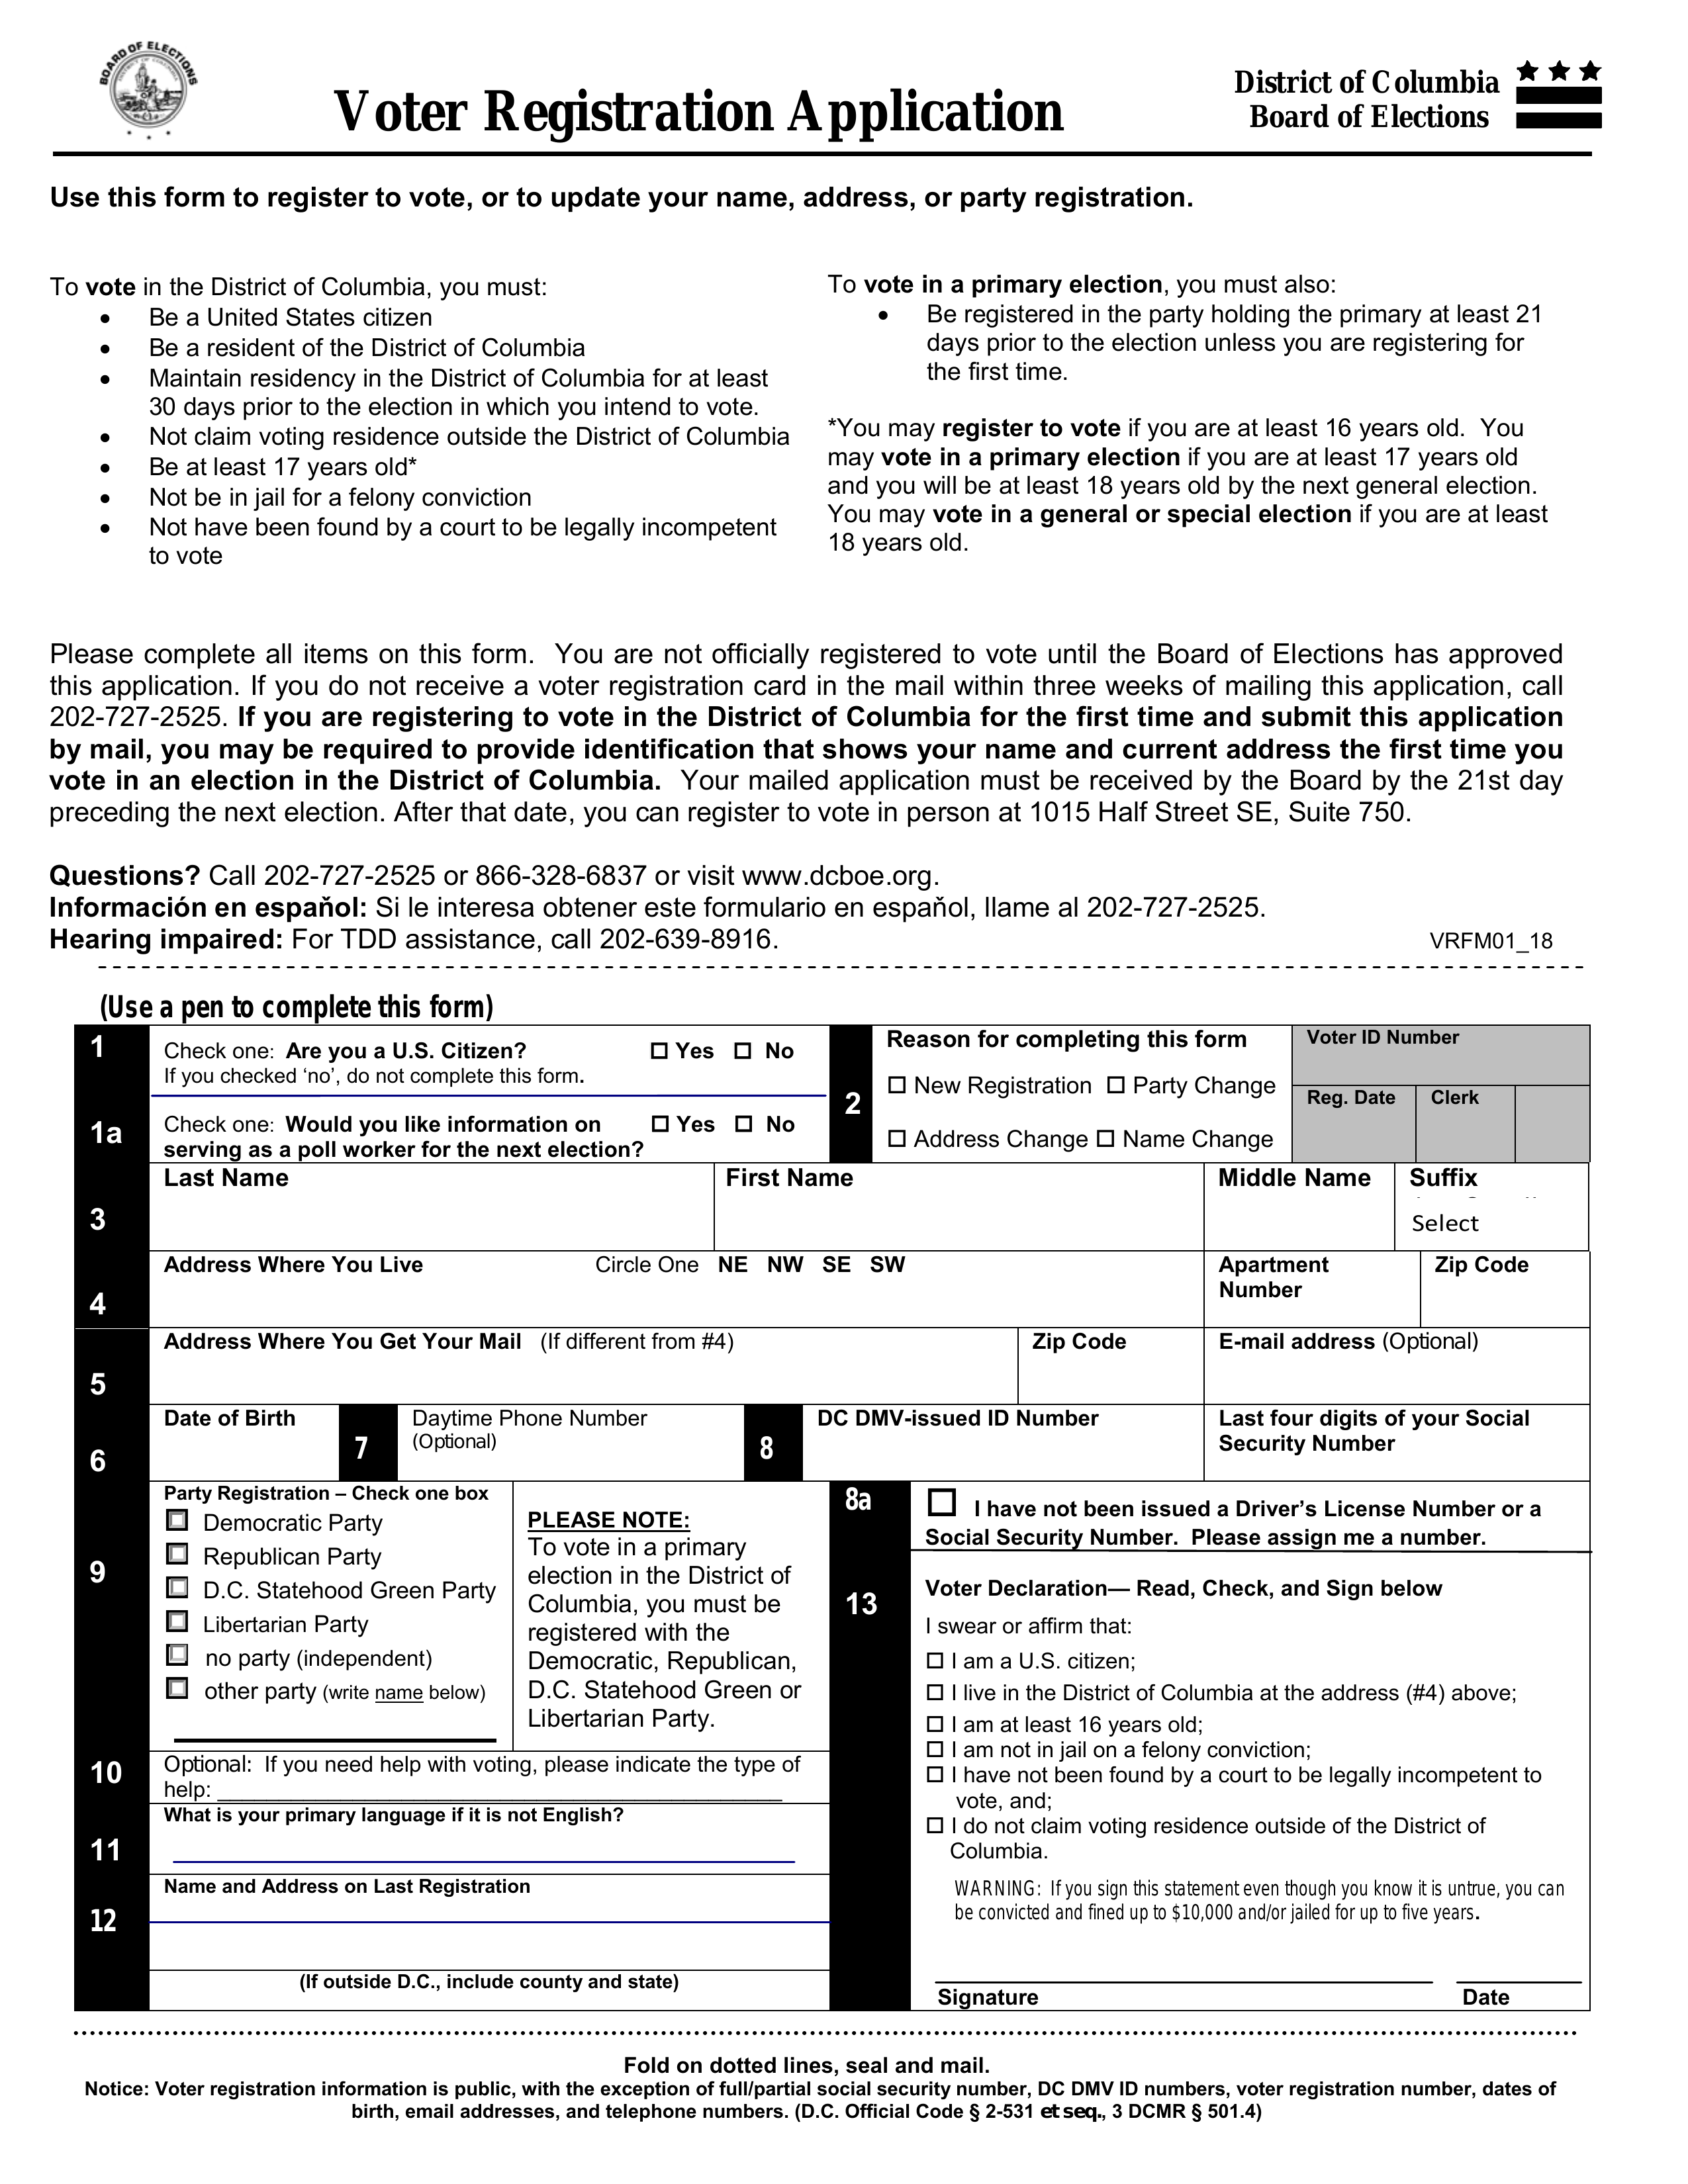 BOARD OF ELECTIONS
Voter Registration Application
District of Columbia
Board of Elections
Use this form to register to vote, or to update your name, address, or party registration.
To vote in the District of Columbia, you must:
• Be a United States citizen
• Be a resident of the District of Columbia
• Maintain residency in the District of Columbia for at least
30 days prior to the election in which you intend to vote.
• Not claim voting residence outside the District of Columbia
• Be at least 17 years old*
• Not be in jail for a felony conviction
• Not have been found by a court to be legally incompetent
to vote
To vote in a primary election, you must also:
• Be registered in the party holding the primary at least 21
days prior to the election unless you are registering for
the first time.
*You may register to vote if you are at least 16 years old. You
may vote in a primary election if you are at least 17 years old
and you will be at least 18 years old by the next general election.
You may vote in a general or special election if you are at least
18 years old.
Please complete all items on this form. You are not officially registered to vote until the Board of Elections has approved
this application. If you do not receive a voter registration card in the mail within three weeks of mailing this application, call
202-727-2525. If you are registering to vote in the District of Columbia for the first time and submit this application
by mail, you may be required to provide identification that shows your name and current address the first time you
vote in an election in the District of Columbia. Your mailed application must be received by the Board by the 21st day
preceding the next election. After that date, you can register to vote in person at 1015 Half Street SE, Suite 750.
Questions? Call 202-727-2525 or 866-328-6837 or visit www.dcboe.org.
Información en espaňol: Si le interesa obtener este formulario en espaňol, llame al 202-727-2525.
Hearing impaired: For TDD assistance, call 202-639-8916.
VRFM01_18
(Use a pen to complete this form)
1
Check one: Are you a U.S. Citizen? ☐ Yes ☐ No
If you checked ‘no’, do not complete this form.
1a
Check one: Would you like information on ☐ Yes ☐ No
serving as a poll worker for the next election?
2
Reason for completing this form
☐ New Registration ☐ Party Change
☐ Address Change ☐ Name Change
Voter ID Number
Reg. Date Clerk
3
Last Name First Name Middle Name Suffix
Select
4
Address Where You Live Circle One NE NW SE SW
Apartment
Number
Zip Code
5
Address Where You Get Your Mail (If different from #4) Zip Code E-mail address (Optional)
6
Date of Birth
7
Daytime Phone Number
(Optional)
8
DC DMV-issued ID Number
Last four digits of your Social
Security Number
9
Party Registration – Check one box
☐ Democratic Party
☐ Republican Party
☐ D.C. Statehood Green Party
☐ Libertarian Party
☐ no party (independent)
☐ other party (write name below)
PLEASE NOTE:
To vote in a primary
election in the District of
Columbia, you must be
registered with the
Democratic, Republican,
D.C. Statehood Green or
Libertarian Party.
8a
☐ I have not been issued a Driver’s License Number or a
Social Security Number. Please assign me a number.
10
Optional: If you need help with voting, please indicate the type of
help:
11
What is your primary language if it is not English?
12
Name and Address on Last Registration
(If outside D.C., include county and state)
13
Voter Declaration— Read, Check, and Sign below
I swear or affirm that:
☐ I am a U.S. citizen;
☐ I live in the District of Columbia at the address (#4) above;
☐ I am at least 16 years old;
☐ I am not in jail on a felony conviction;
☐ I have not been found by a court to be legally incompetent to
vote, and;
☐ I do not claim voting residence outside of the District of
Columbia.
WARNING: If you sign this statement even though you know it is untrue, you can
be convicted and fined up to $10,000 and/or jailed for up to five years.
Signature Date
Fold on dotted lines, seal and mail.
Notice: Voter registration information is public, with the exception of full/partial social security number, DC DMV ID numbers, voter registration number, dates of
birth, email addresses, and telephone numbers. (D.C. Official Code § 2-531 et seq., 3 DCMR § 501.4)